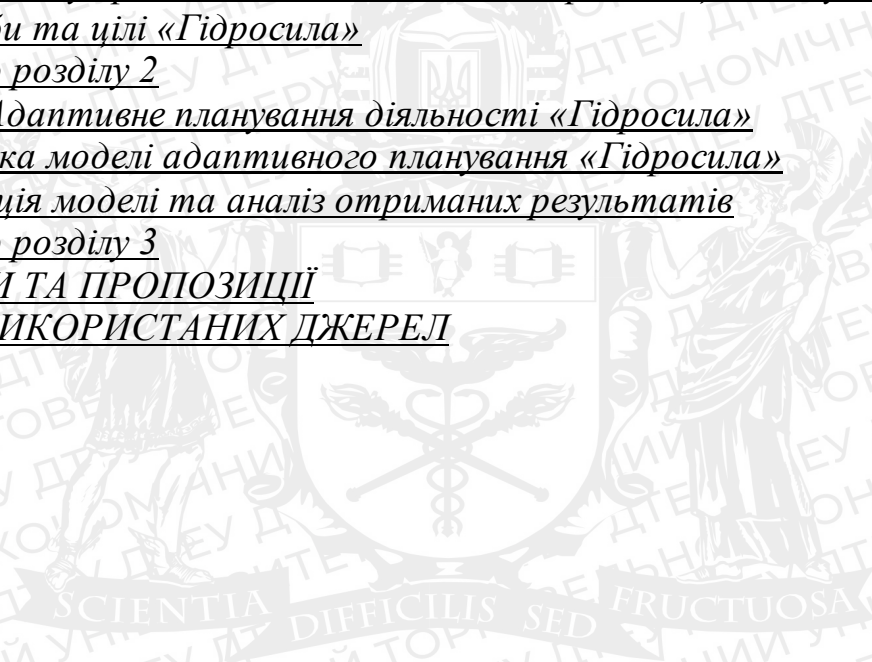 би та цілі «Гідросила»
розділу 2
Адаптивне планування діяльності «Гідросила»
ка моделі адаптивного планування «Гідросила»
ція моделі та аналіз отриманих результатів
розділу 3
И ТА ПРОПОЗИЦІЇ
ИКОРИСТАНИХ ДЖЕРЕЛ
SCIENTIA DIFFICILIS SED FRUCTUOSA